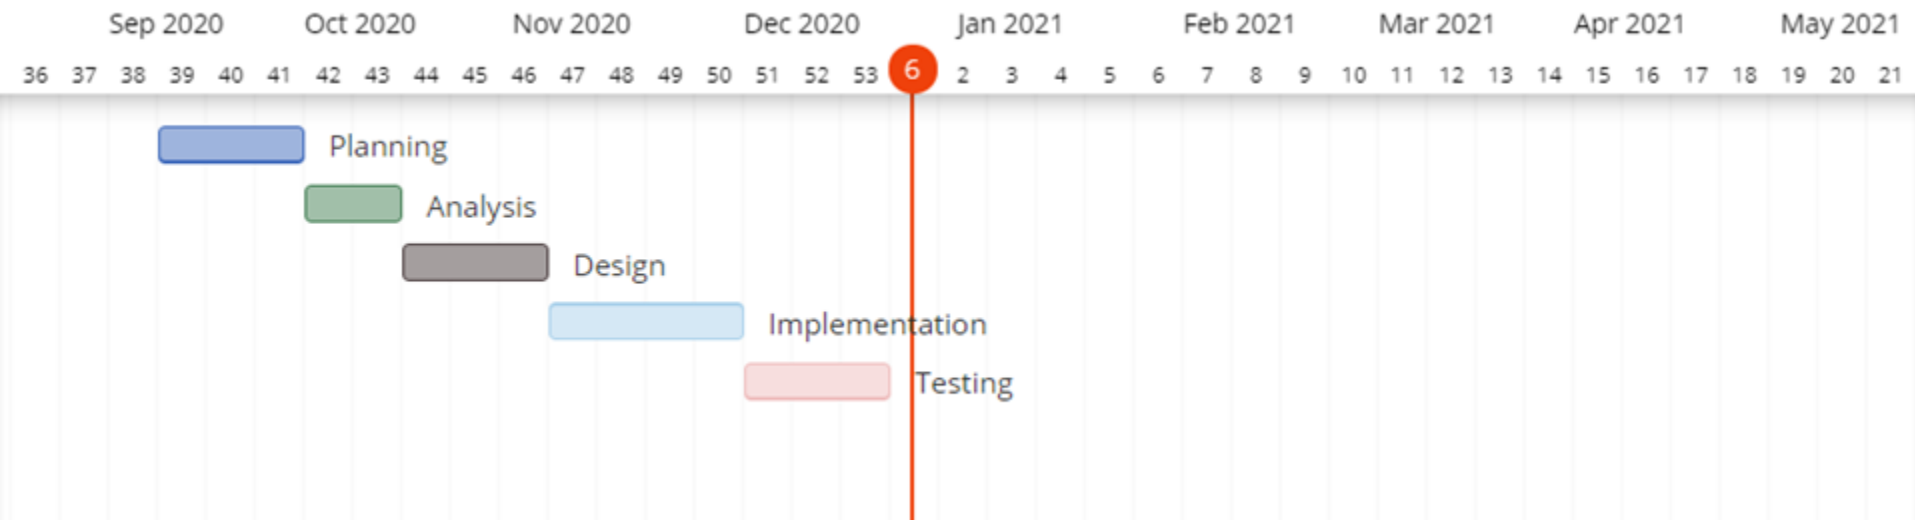 Sep 2020 Oct 2020 Nov 2020 Dec 2020 Jan 2021 Feb 2021 Mar 2021 Apr 2021 May 2021
36 37 38 39 40 41 42 43 44 45 46 47 48 49 50 51 52 53 6 2 3 4 5 6 7 8 9 10 11 12 13 14 15 16 17 18 19 20 21
Planning
Analysis
Design
Implementation
Testing